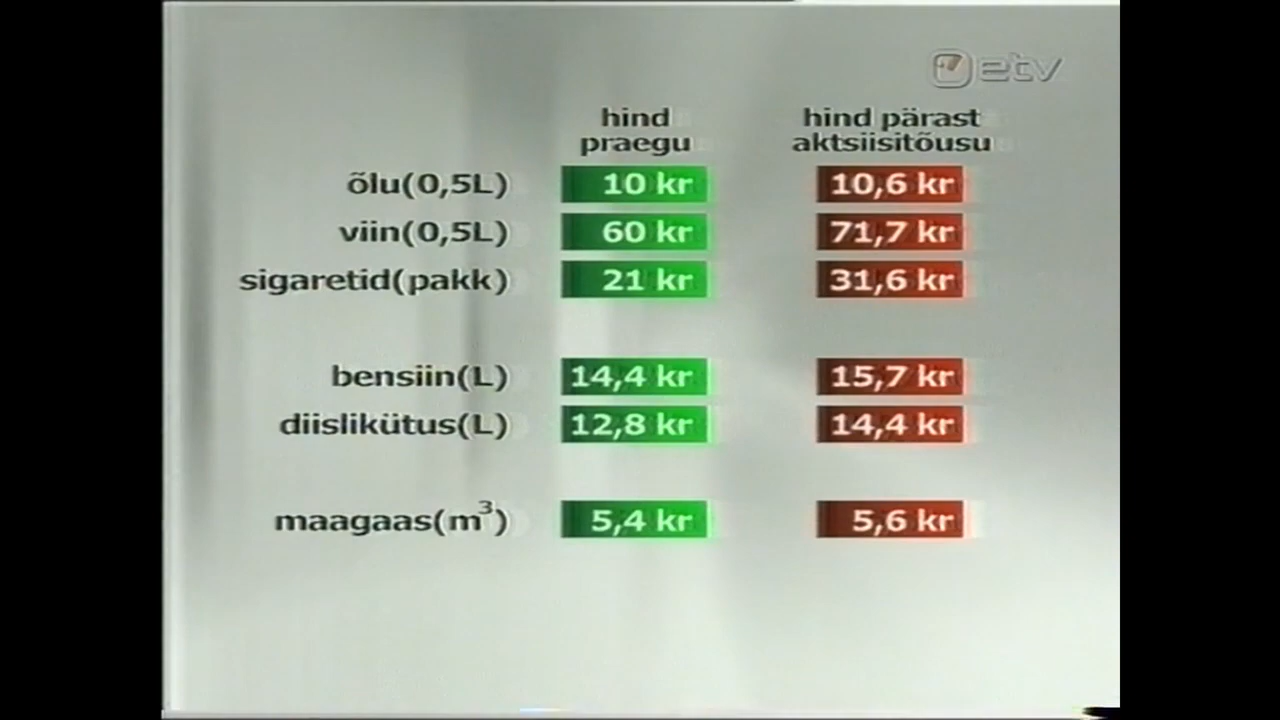 etv
hind praegu
hind pärast aktsiisitõusu
õlu(0,5L) 10 kr 10,6 kr
viin(0,5L) 60 kr 71,7 kr
sigaretid(pakk) 21 kr 31,6 kr
bensiin(L) 14,4 kr 15,7 kr
diislikütus(L) 12,8 kr 14,4 kr
maagaas(m³) 5,4 kr 5,6 kr